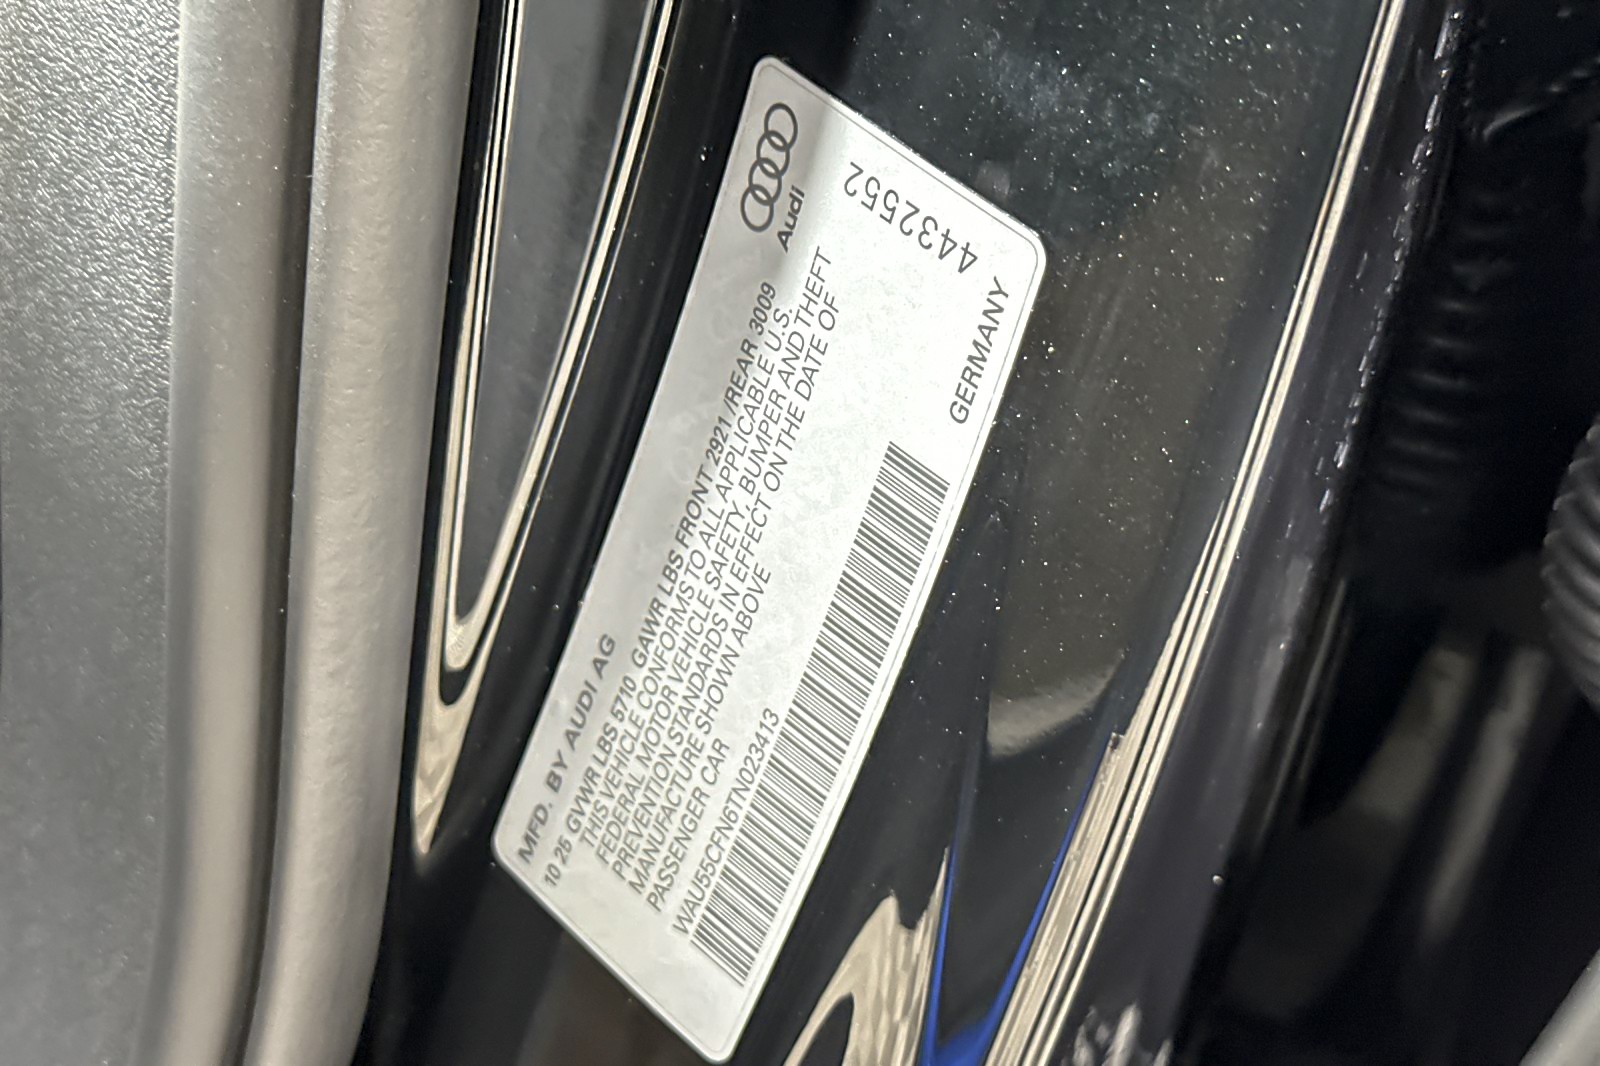 Audi
4432552
MFD. BY AUDI AG
10 25 GVWR LBS 5710 GAWR LBS FRONT 2921 /REAR 3009
THIS VEHICLE CONFORMS TO ALL APPLICABLE U.S.
/FEDERAL MOTOR VEHICLE SAFETY, BUMPER AND THEFT
PREVENTION STANDARDS IN EFFECT ON THE DATE OF
MANUFACTURE SHOWN ABOVE
PASSENGER CAR
WAU55CFN6TN023413
GERMANY